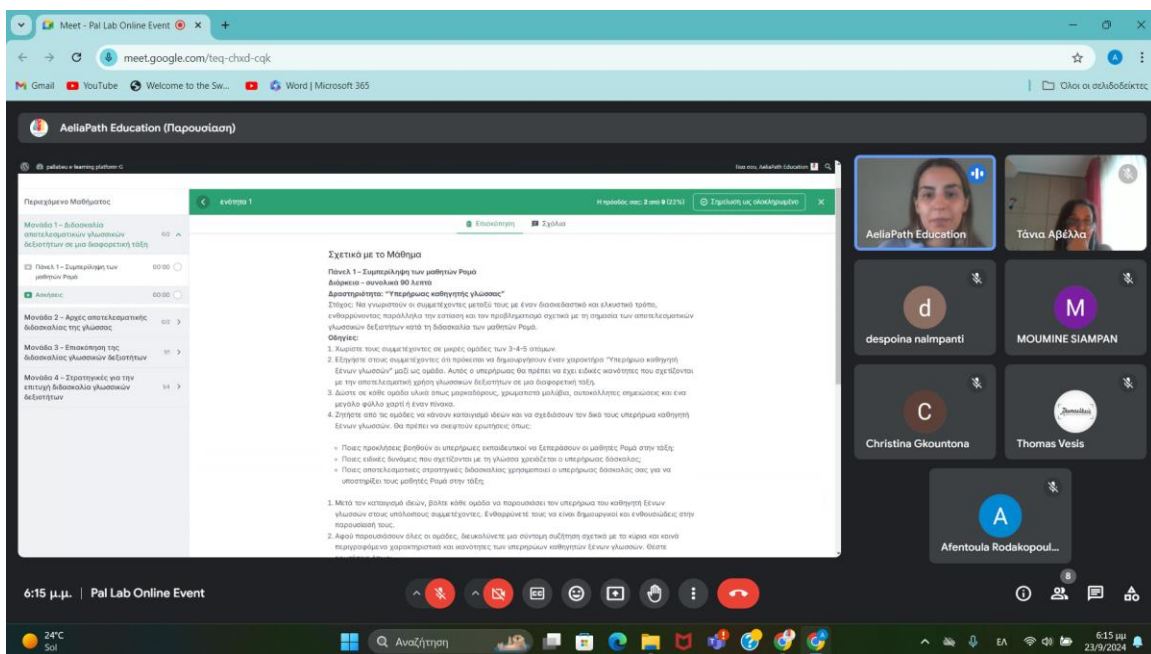 Meet - Pal Lab Online Event
meet.google.com/teq-chxd-cqk
Gmail
YouTube
Welcome to the Sw...
Word | Microsoft 365
Όλοι οι σελιδοδείκτες
AeliaPath Education (Παρουσίαση)
pallabeu e-learning platform-G
Γεια σου, AeliaPath Education
Περιεχόμενο Μαθήματος
ενότητα 1
Η πρόοδός σας: 2 από 9 (22%)
Σημείωση ως ολοκληρωμένο
Μονάδα 1 – Διδασκαλία
αποτελεσματικών γλωσσικών
δεξιοτήτων σε μια διαφορετική τάξη
Πάνελ 1 – Συμπερίληψη των
μαθητών Ρομά
00:00
Ασκήσεις
00:00
Μονάδα 2 – Αρχές αποτελεσματικής
διδασκαλίας της γλώσσας
Μονάδα 3 – Επισκόπηση της
διδασκαλίας γλωσσικών δεξιοτήτων
Μονάδα 4 – Στρατηγικές για την
επιτυχή διδασκαλία γλωσσικών
δεξιοτήτων
Επισκόπηση
Σχόλια
Σχετικά με το Μάθημα
Πάνελ 1 – Συμπερίληψη των μαθητών Ρομά
Διάρκεια – συνολικά 90 λεπτά
Δραστηριότητα: "Υπερήρωας καθηγητής γλώσσας"
Στόχος: Να γνωριστούν οι συμμετέχοντες μεταξύ τους με έναν διασκεδαστικό και ελκυστικό τρόπο,
ενθαρρύνοντας παράλληλα την εστίαση και τον προβληματισμό σχετικά με τη σημασία των αποτελεσματικών
γλωσσικών δεξιοτήτων κατά τη διδασκαλία των μαθητών Ρομά.
Οδηγίες:
1. Χωρίστε τους συμμετέχοντες σε μικρές ομάδες των 3-4-5 ατόμων.
2. Εξηγήστε στους συμμετέχοντες ότι πρόκειται να δημιουργήσουν έναν χαρακτήρα "Υπερήρωα καθηγητή
ξένων γλωσσών" μαζί ως ομάδα. Αυτός ο υπερήρωας θα πρέπει να έχει ειδικές ικανότητες που σχετίζονται
με την αποτελεσματική χρήση γλωσσικών δεξιοτήτων σε μια διαφορετική τάξη.
3. Δώστε σε κάθε ομάδα υλικά όπως μαρκαδόρους, χρωματιστά μολύβια, αυτοκόλλητες σημειώσεις και ένα
μεγάλο φύλλο χαρτί ή έναν πίνακα.
4. Ζητήστε από τις ομάδες να κάνουν καταιγισμό ιδεών και να σχεδιάσουν τον δικό τους υπερήρωα καθηγητή
ξένων γλωσσών. Θα πρέπει να σκεφτούν ερωτήσεις όπως:
Ποιες προκλήσεις βοηθούν οι υπερήρωες εκπαιδευτικοί να ξεπεράσουν οι μαθητές Ρομά στην τάξη;
Ποιες ειδικές δυνάμεις που σχετίζονται με τη γλώσσα χρειάζεται ο υπερήρωας δάσκαλος;
Ποιες αποτελεσματικές στρατηγικές διδασκαλίας χρησιμοποιεί ο υπερήρωας δάσκαλός σας για να
υποστηρίξει τους μαθητές Ρομά στην τάξη;
1. Μετά τον καταιγισμό ιδεών, βάλτε κάθε ομάδα να παρουσιάσει τον υπερήρωα του καθηγητή ξένων
γλωσσών στους υπόλοιπους συμμετέχοντες. Ενθαρρύνετέ τους να είναι δημιουργικοί και ενθουσιώδεις στην
παρουσίασή τους.
2. Αφού παρουσιάσουν όλες οι ομάδες, διευκολύνετε μια σύντομη συζήτηση σχετικά με τα κύρια και κοινά
περιγραφόμενα χαρακτηριστικά και ικανότητες των υπερηρώων καθηγητών ξένων γλωσσών. Θέστε
AeliaPath Education
Τάνια Αβέλλα
d
despoina nalmpanti
M
MOUMINE SIAMPAN
C
Christina Gkountona
Thomas Vesis
A
Afentoula Rodakopoul...
6:15 μ.μ. | Pal Lab Online Event
8
24°C
Sol
Αναζήτηση
ΕΛ
6:15 μμ
23/9/2024